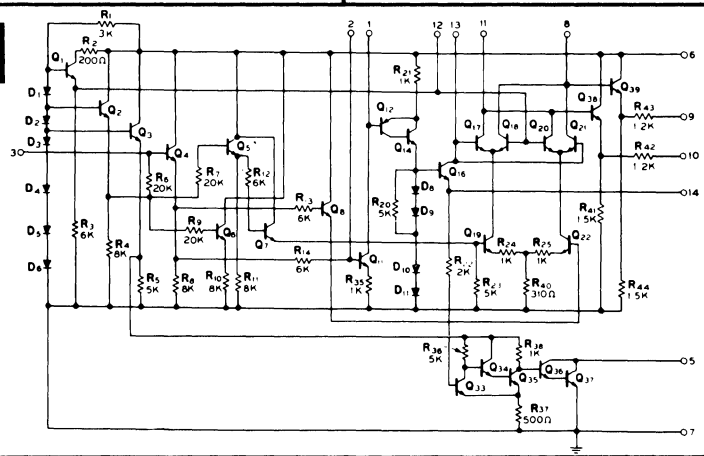 R1
3K
2
1
12
13
11
8
Q1
R2
200Ω
R21
1K
6
D1
Q2
Q12
Q38
Q39
D2
Q3
Q14
Q17
Q18
Q20
Q21
R43
1.2K
9
D3
3
Q4
Q5
R12
6K
Q16
R42
1.2K
10
R6
20K
R7
20K
D4
R13
6K
Q8
R20
5K
D8
D9
R41
1.5K
14
R3
6K
R9
20K
Q6
Q7
Q19
R24
1K
R25
1K
Q22
D5
R4
8K
R14
6K
Q11
D10
D11
2K
D6
R5
5K
R8
8K
R10
8K
R11
8K
R35
1K
5K
R40
310Ω
R44
1.5K
R36
5K
R38
1K
Q34
Q35
Q36
Q37
5
Q33
R37
500Ω
7